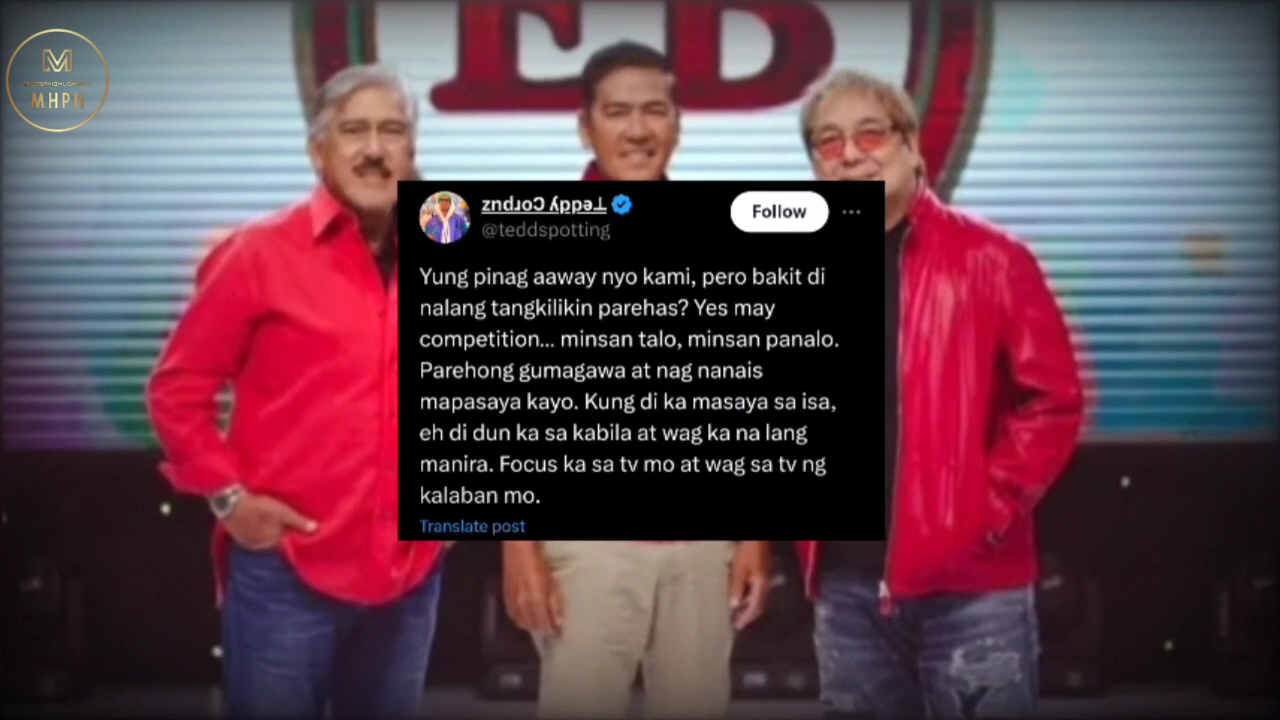 EB
M
MHPH
zndɹoƆ ʎppǝ⊥
@teddspotting
Follow
Yung pinag aaway nyo kami, pero bakit di
nalang tangkilikin parehas? Yes may
competition... minsan talo, minsan panalo.
Parehong gumagawa at nag nanais
mapasaya kayo. Kung di ka masaya sa isa,
eh di dun ka sa kabila at wag ka na lang
manira. Focus ka sa tv mo at wag sa tv ng
kalaban mo.
Translate post